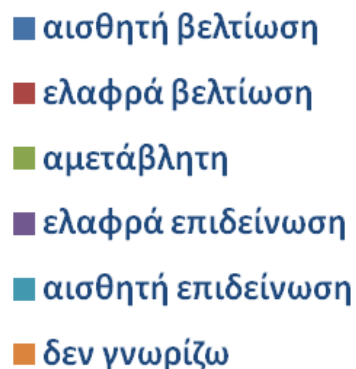 αισθητή βελτίωση
ελαφρά βελτίωση
αμετάβλητη
ελαφρά επιδείνωση
αισθητή επιδείνωση
δεν γνωρίζω